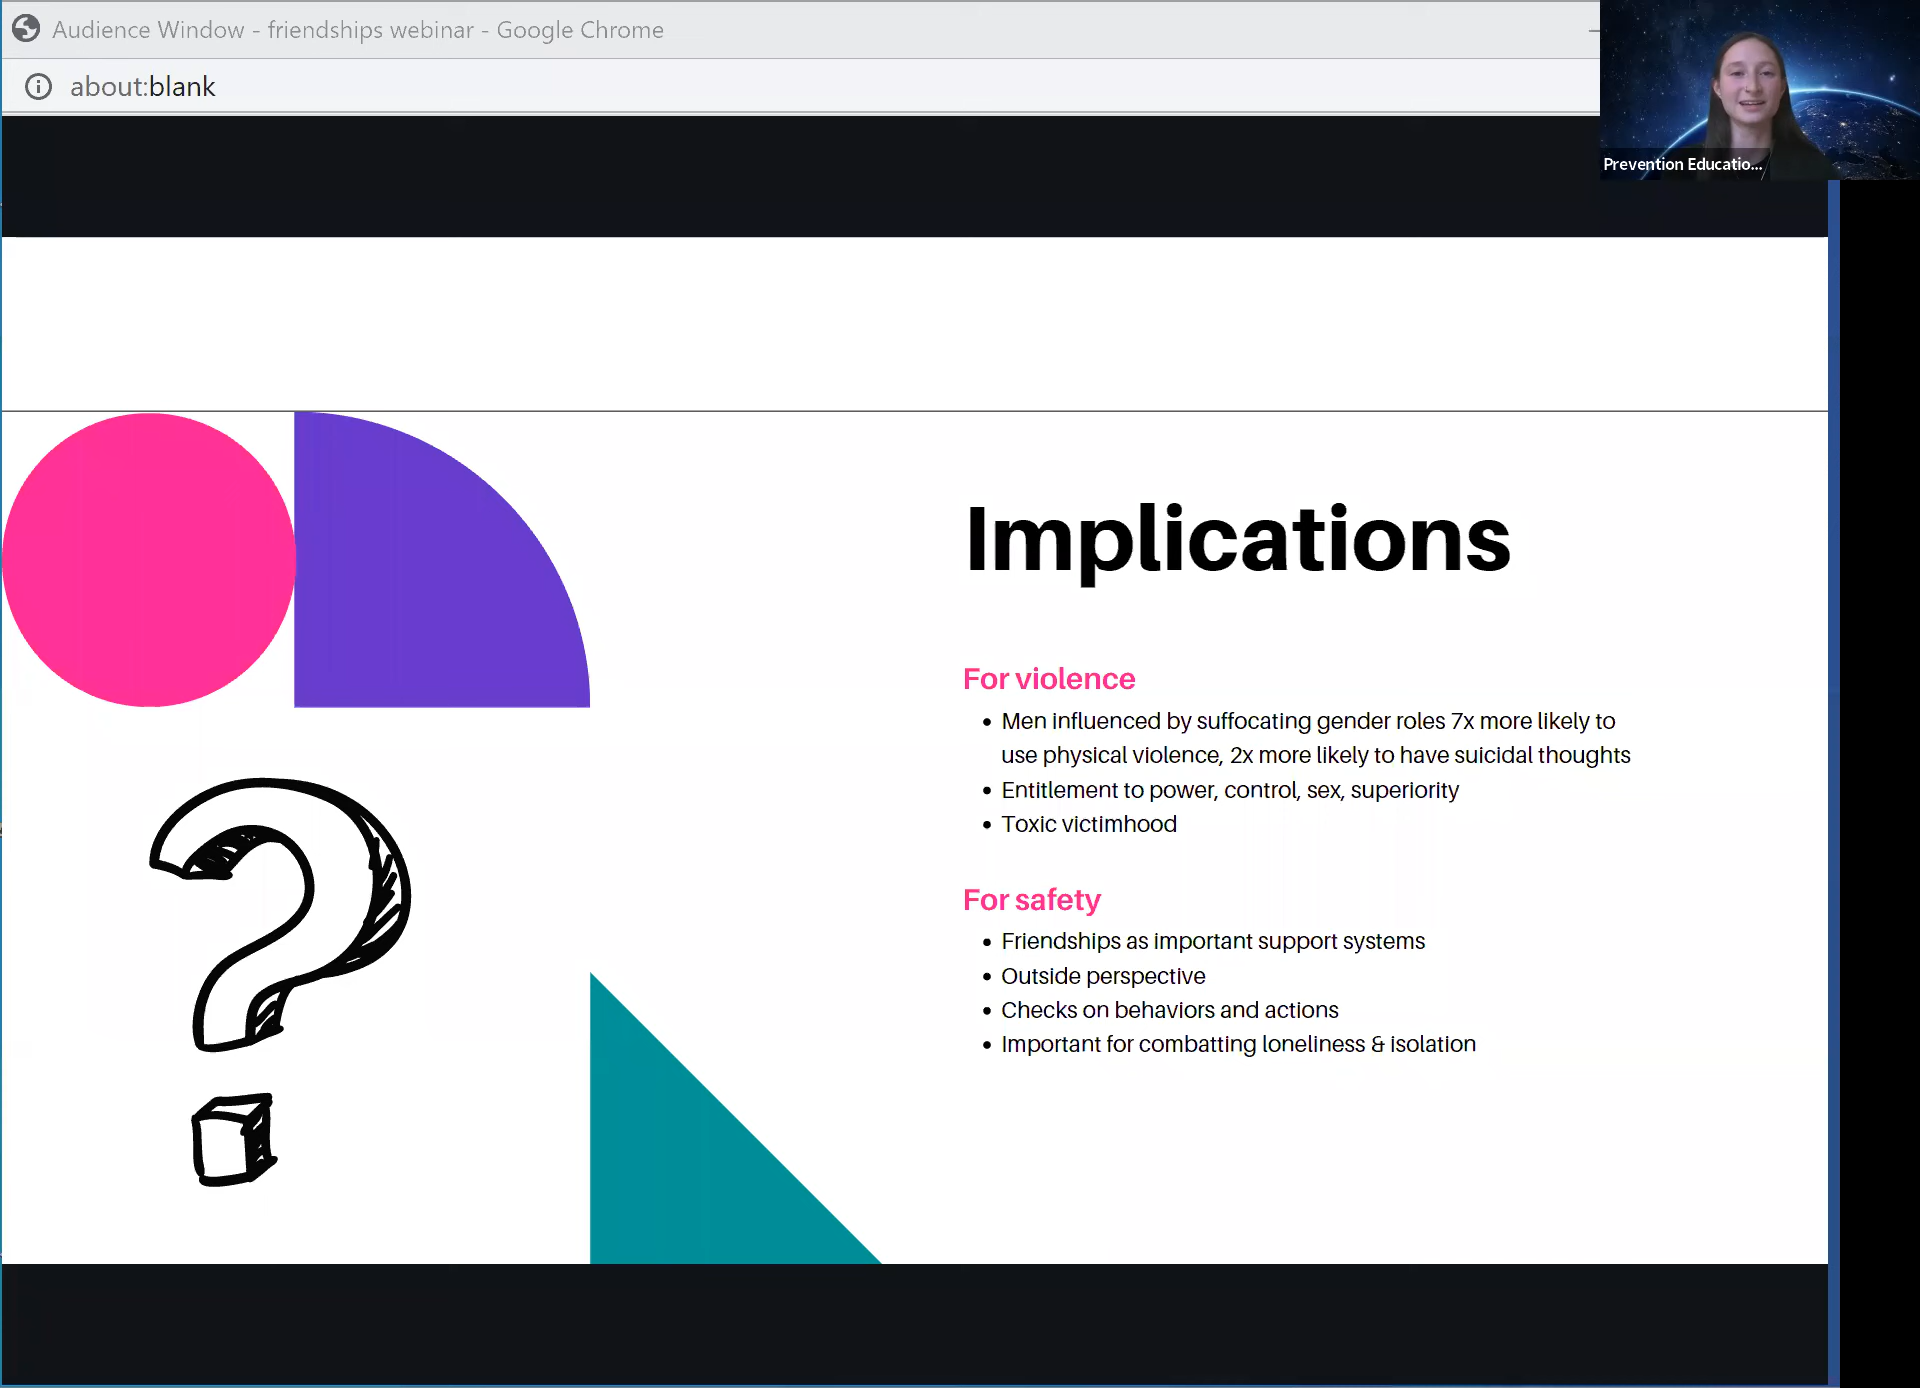 Audience Window - friendships webinar - Google Chrome
about:blank
Prevention Educatio...
Implications
For violence
• Men influenced by suffocating gender roles 7x more likely to
use physical violence, 2x more likely to have suicidal thoughts
• Entitlement to power, control, sex, superiority
• Toxic victimhood
For safety
• Friendships as important support systems
• Outside perspective
• Checks on behaviors and actions
• Important for combatting loneliness & isolation